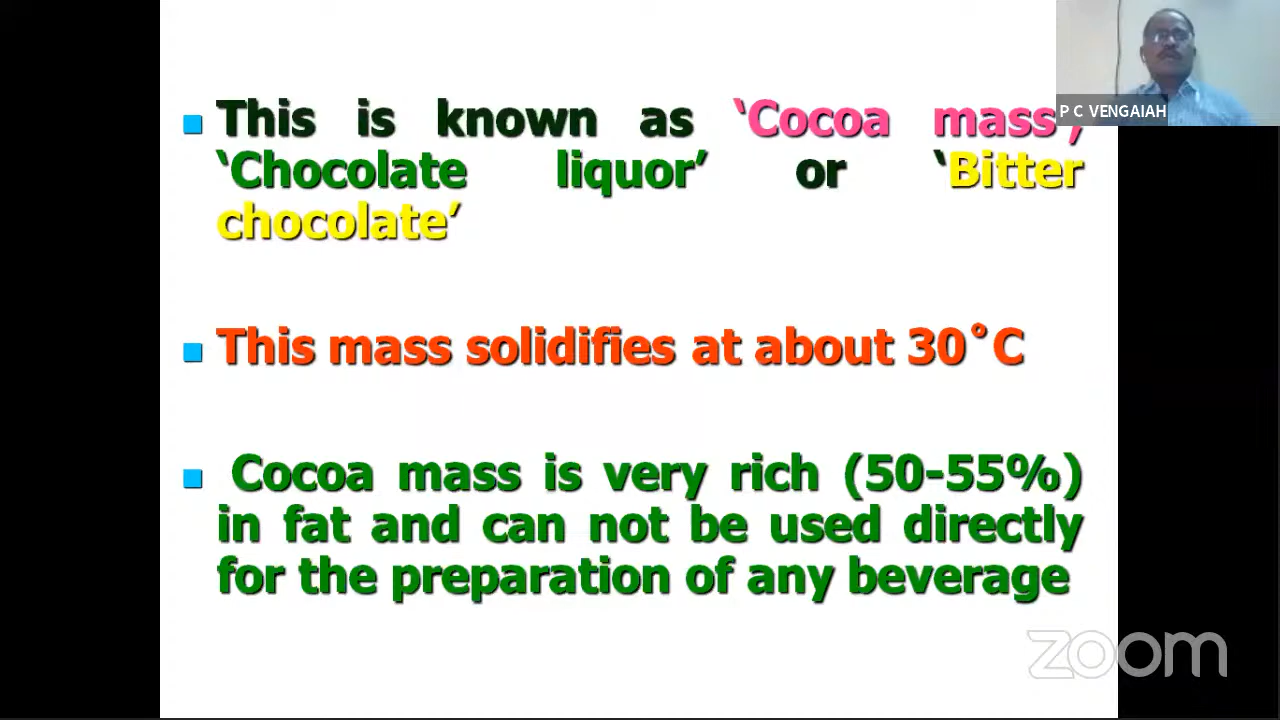 This is known as ‘Cocoa mass’,
‘Chocolate liquor’ or ‘Bitter
chocolate’
This mass solidifies at about 30˚C
Cocoa mass is very rich (50-55%)
in fat and can not be used directly
for the preparation of any beverage
P C VENGAIAH
zoom